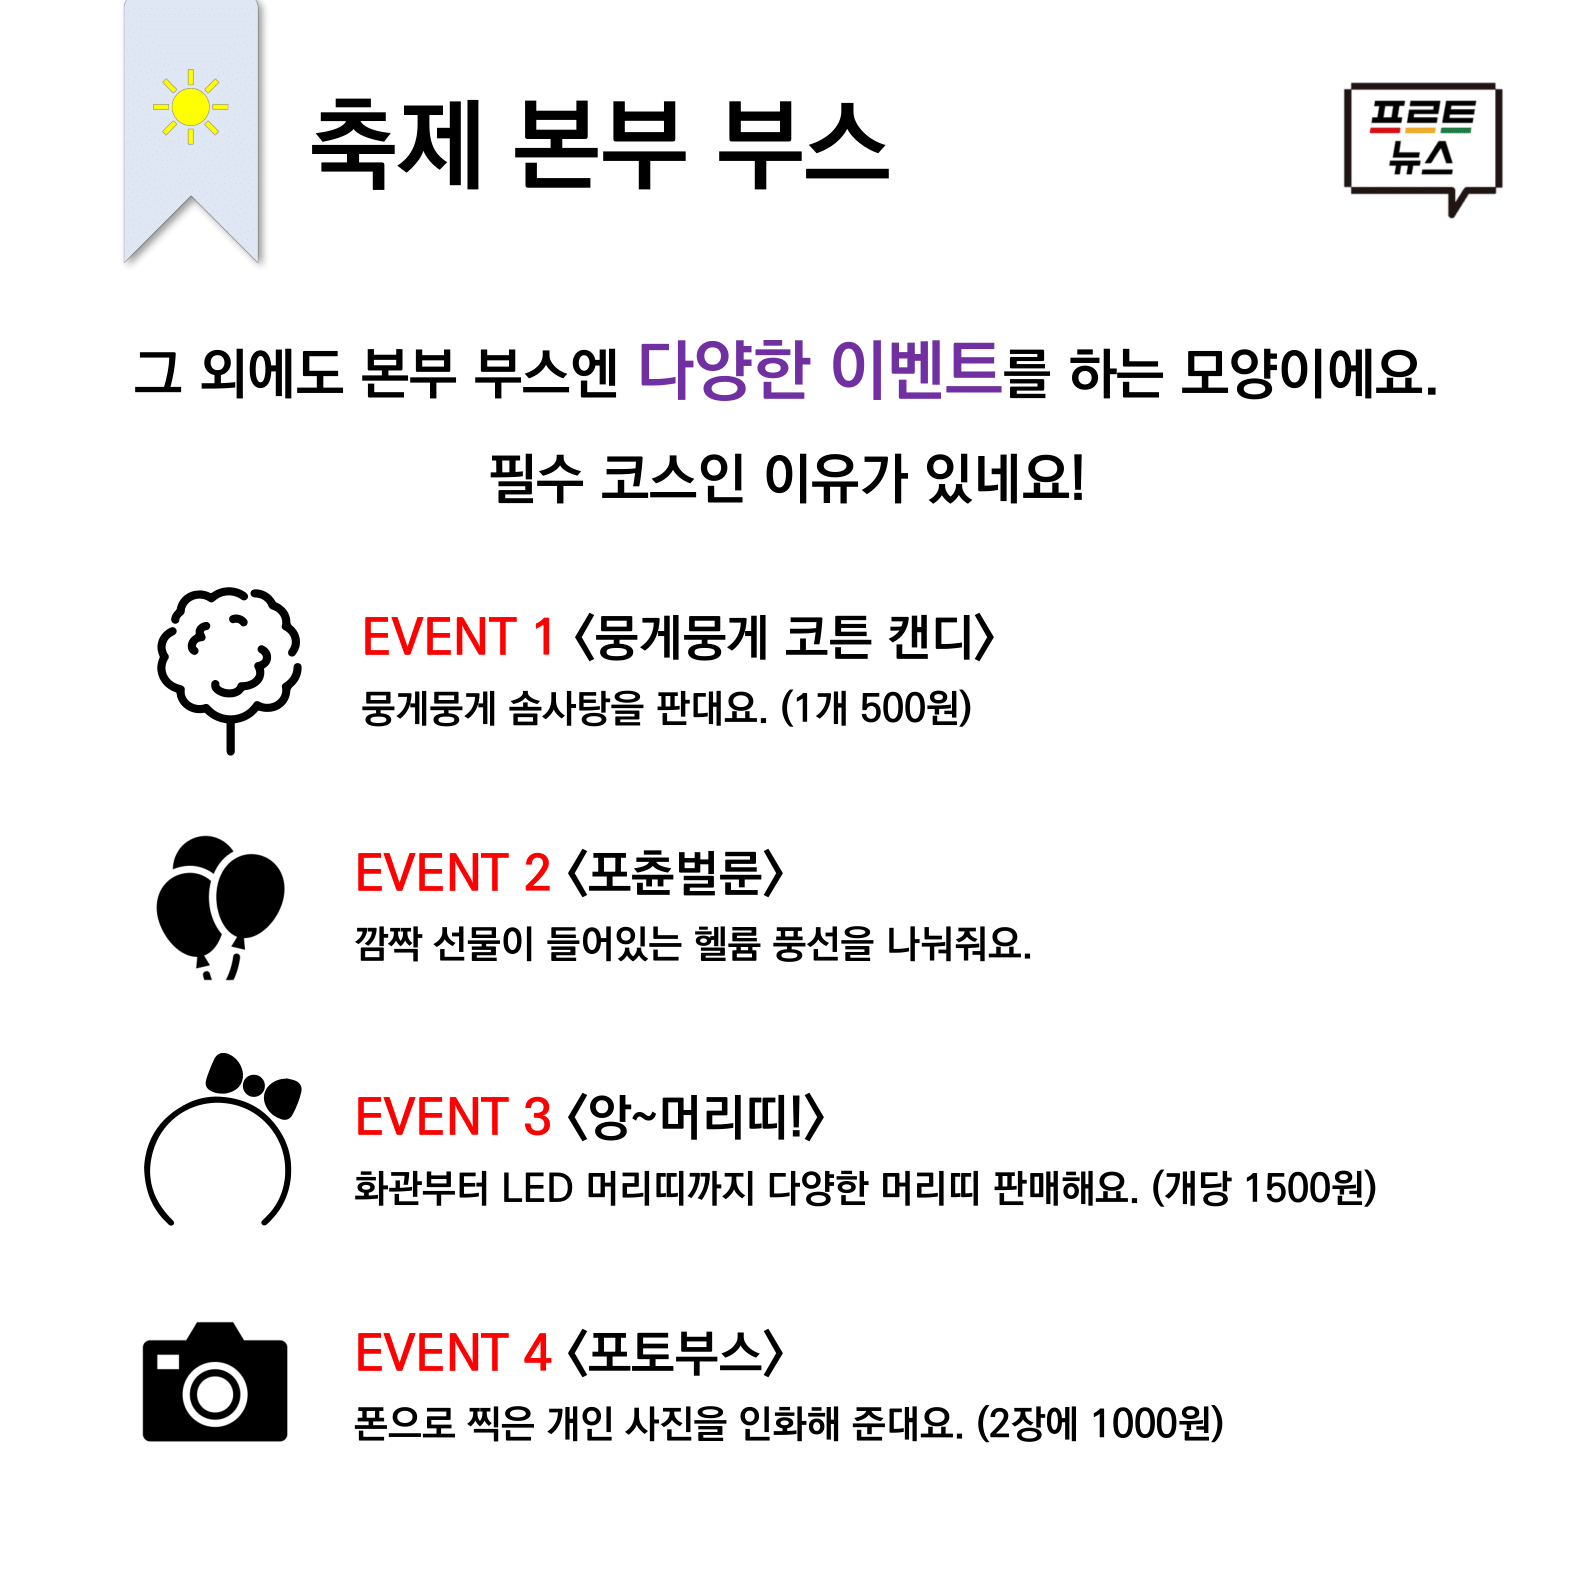 축제 본부 부스
프르트
뉴스
그 외에도 본부 부스엔 다양한 이벤트를 하는 모양이에요.
필수 코스인 이유가 있네요!
EVENT 1 <뭉게뭉게 코튼 캔디>
뭉게뭉게 솜사탕을 판대요. (1개 500원)
EVENT 2 <포춘벌룬>
깜짝 선물이 들어있는 헬륨 풍선을 나눠줘요.
EVENT 3 <앙~머리띠!>
화관부터 LED 머리띠까지 다양한 머리띠 판매해요. (개당 1500원)
EVENT 4 <포토부스>
폰으로 찍은 개인 사진을 인화해 준대요. (2장에 1000원)